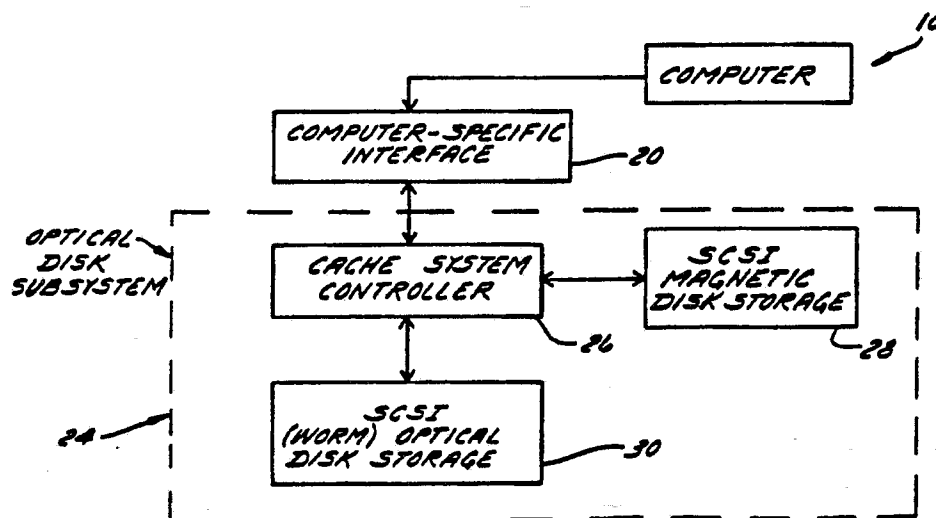 10
COMPUTER
COMPUTER-SPECIFIC
INTERFACE
20
OPTICAL
DISK
SUBSYSTEM
CACHE SYSTEM
CONTROLLER
26
SCSI
MAGNETIC
DISK STORAGE
28
24
SCSI
(WORM) OPTICAL
DISK STORAGE
30